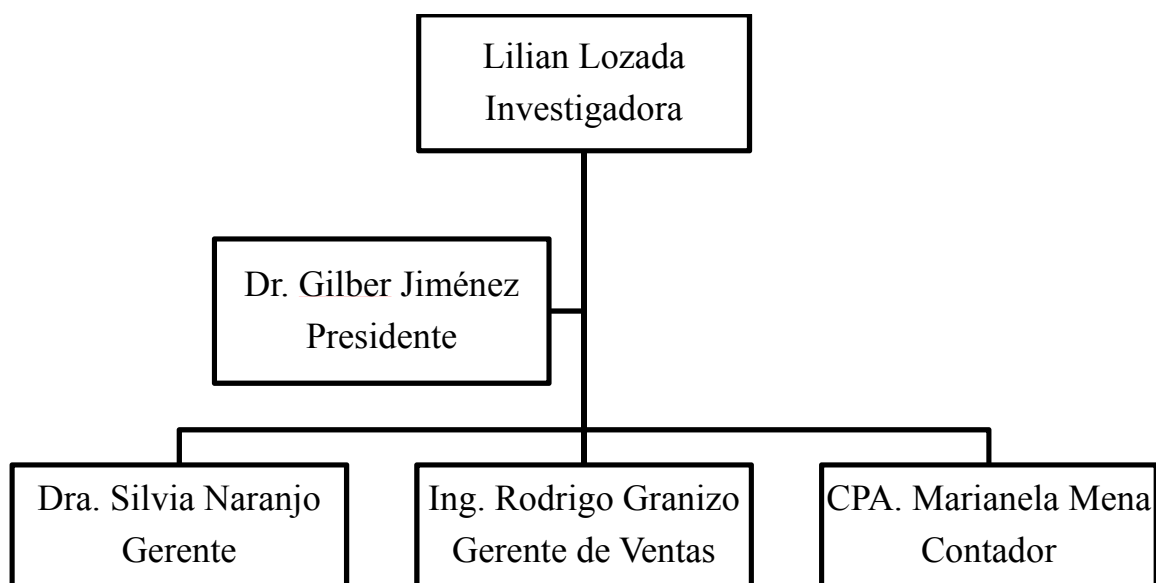 Lilian Lozada
Investigadora
Dr. Gilber Jiménez
Presidente
Dra. Silvia Naranjo
Gerente
Ing. Rodrigo Granizo
Gerente de Ventas
CPA. Marianela Mena
Contador